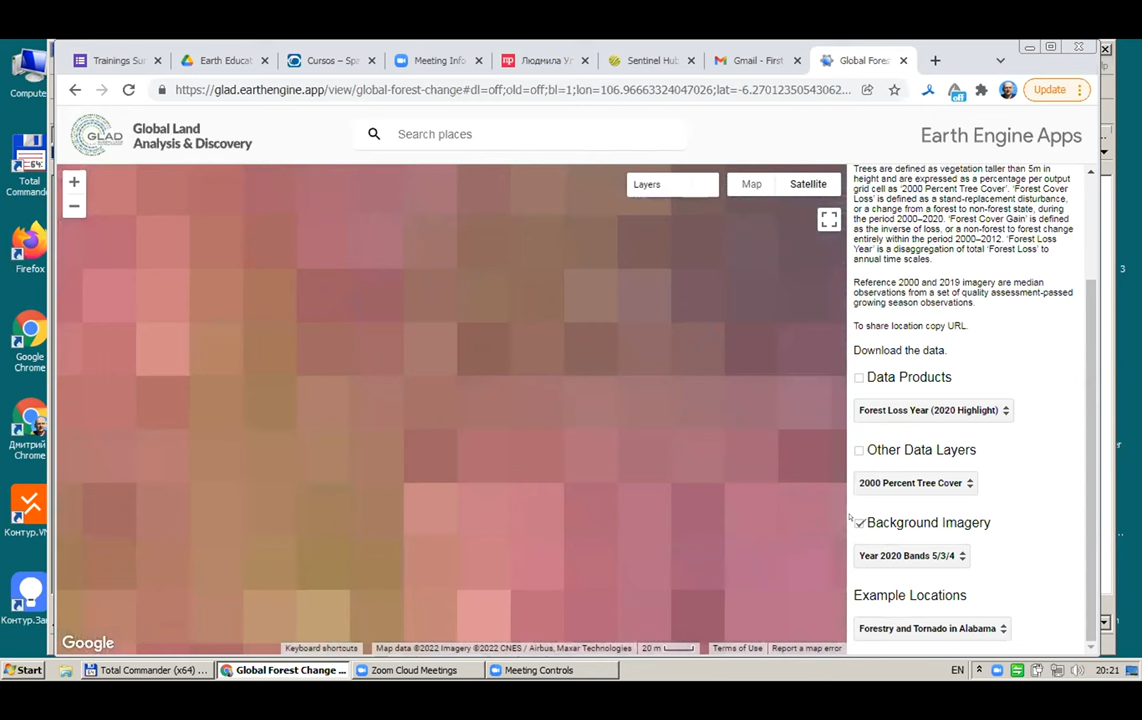 Computer
Total
Commande
Firefox
Google
Chrome
Дмитрий
Chrome
Контур.VN
Контур.Заг
Trainings Sur
Earth Educat
Cursos – Spa
Meeting Info
Людмила Ул
Sentinel Hub
Gmail - First
Global Fores
https://glad.earthengine.app/view/global-forest-change#dl=off;old=off;bl=1;lon=106.96663324047026;lat=-6.27012350543062...
off
Update
GLAD
Global Land
Analysis & Discovery
Search places
Earth Engine Apps
Layers
Map
Satellite
Trees are defined as vegetation taller than 5m in
height and are expressed as a percentage per output
grid cell as '2000 Percent Tree Cover'. 'Forest Cover
Loss' is defined as a stand-replacement disturbance,
or a change from a forest to non-forest state, during
the period 2000–2020. 'Forest Cover Gain' is defined
as the inverse of loss, or a non-forest to forest change
entirely within the period 2000–2012. 'Forest Loss
Year' is a disaggregation of total 'Forest Loss' to
annual time scales.
Reference 2000 and 2019 imagery are median
observations from a set of quality assessment-passed
growing season observations.
To share location copy URL.
Download the data.
Data Products
Forest Loss Year (2020 Highlight)
Other Data Layers
2000 Percent Tree Cover
Background Imagery
Year 2020 Bands 5/3/4
Example Locations
Forestry and Tornado in Alabama
3
Google
Keyboard shortcuts
Map data ©2022 Imagery ©2022 CNES / Airbus, Maxar Technologies
20 m
Terms of Use
Report a map error
Start
Total Commander (x64) ...
Global Forest Change ...
Zoom Cloud Meetings
Meeting Controls
EN
20:21